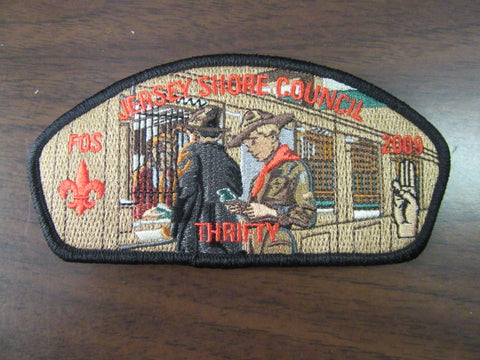 JERSEY SHORE COUNCIL
FOS
2009
THRIFTY